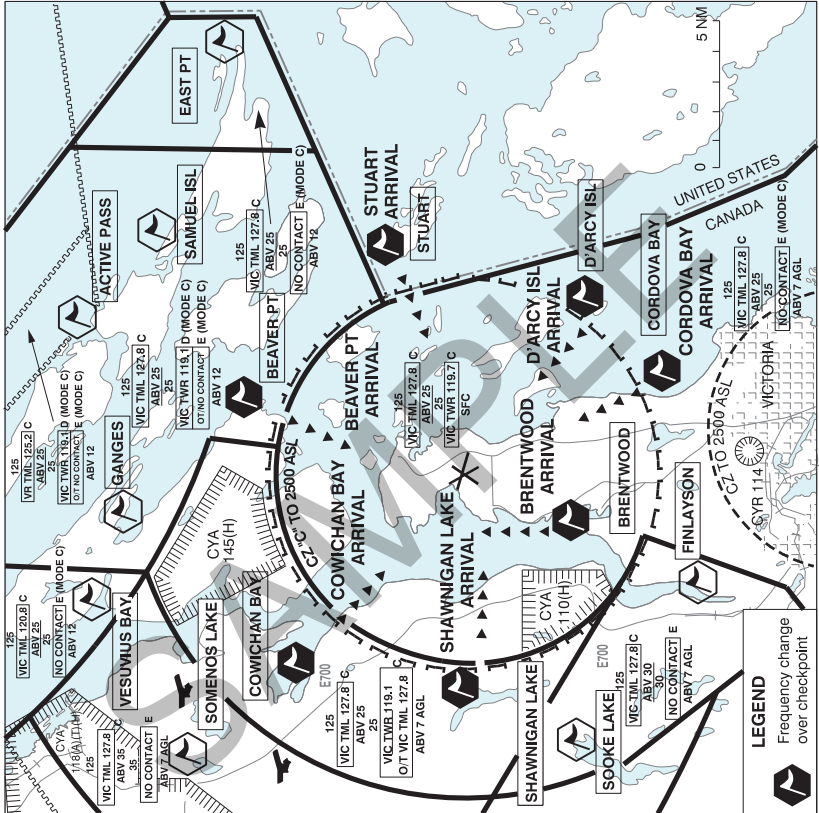 EAST PT
ACTIVE PASS
SAMUEL ISL
STUART
ARRIVAL
STUART
5 NM
0
UNITED STATES
CANADA
125
VIC TML 127.8 C
ABV 25
25
NO CONTACT E (MODE C)
ABV 12
125
VR TML 125.2 C
ABV 25
25
VIC TWR 119.1 D (MODE C)
O/T NO CONTACT E (MODE C)
ABV 12
GANGES
125
VIC TML 127.8 C
ABV 25
25
VIC TWR 119.1 D (MODE C)
OT/NO CONTACT E (MODE C)
ABV 12
BEAVER PT
BEAVER PT
ARRIVAL
D'ARCY ISL
D'ARCY ISL
ARRIVAL
CORDOVA BAY
CORDOVA BAY
ARRIVAL
125
VIC TML 127.8 C
ABV 25
25
NO CONTACT E (MODE C)
ABV 7 AGL
125
VIC TML 127.8 C
ABV 25
25
VIC TWR 119.7 C
SFC
CZ "C" TO 2500 ASL
COWICHAN BAY
ARRIVAL
BRENTWOOD
ARRIVAL
BRENTWOOD
SHAWNIGAN LAKE
ARRIVAL
CZ TO 2500 ASL
CYR 114
VICTORIA
FINLAYSON
CYA
145(H)
CYA
110(H)
125
VIC TML 120.8 C
ABV 25
25
NO CONTACT E (MODE C)
ABV 12
VESUVIUS BAY
SOMENOS LAKE
COWICHAN BAY
E700
125
VIC TML 127.8 C
ABV 25
25
VIC TWR 119.1 C
O/T VIC TML 127.8
ABV 7 AGL
CYA
125
VIC TML 127.8 C
ABV 35
35
NO CONTACT E
ABV 7 AGL
SHAWNIGAN LAKE
SOOKE LAKE
E700
125
VIC TML 127.8 C
ABV 30
30
NO CONTACT E
ABV 7 AGL
LEGEND
Frequency change
over checkpoint
SAMPLE